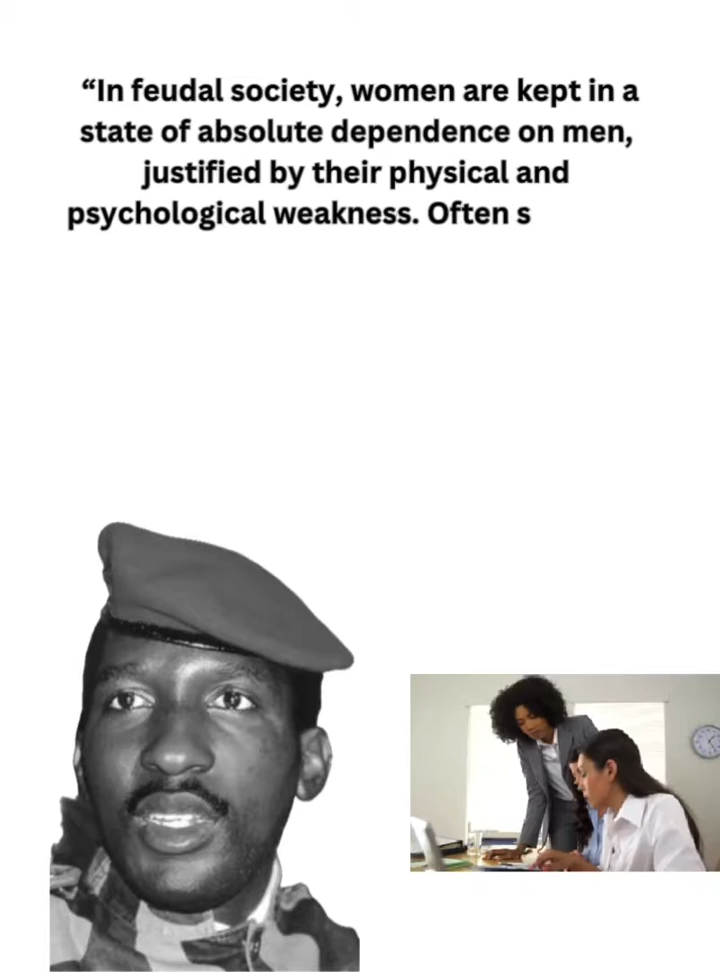 “In feudal society, women are kept in a
state of absolute dependence on men,
justified by their physical and
psychological weakness. Often s